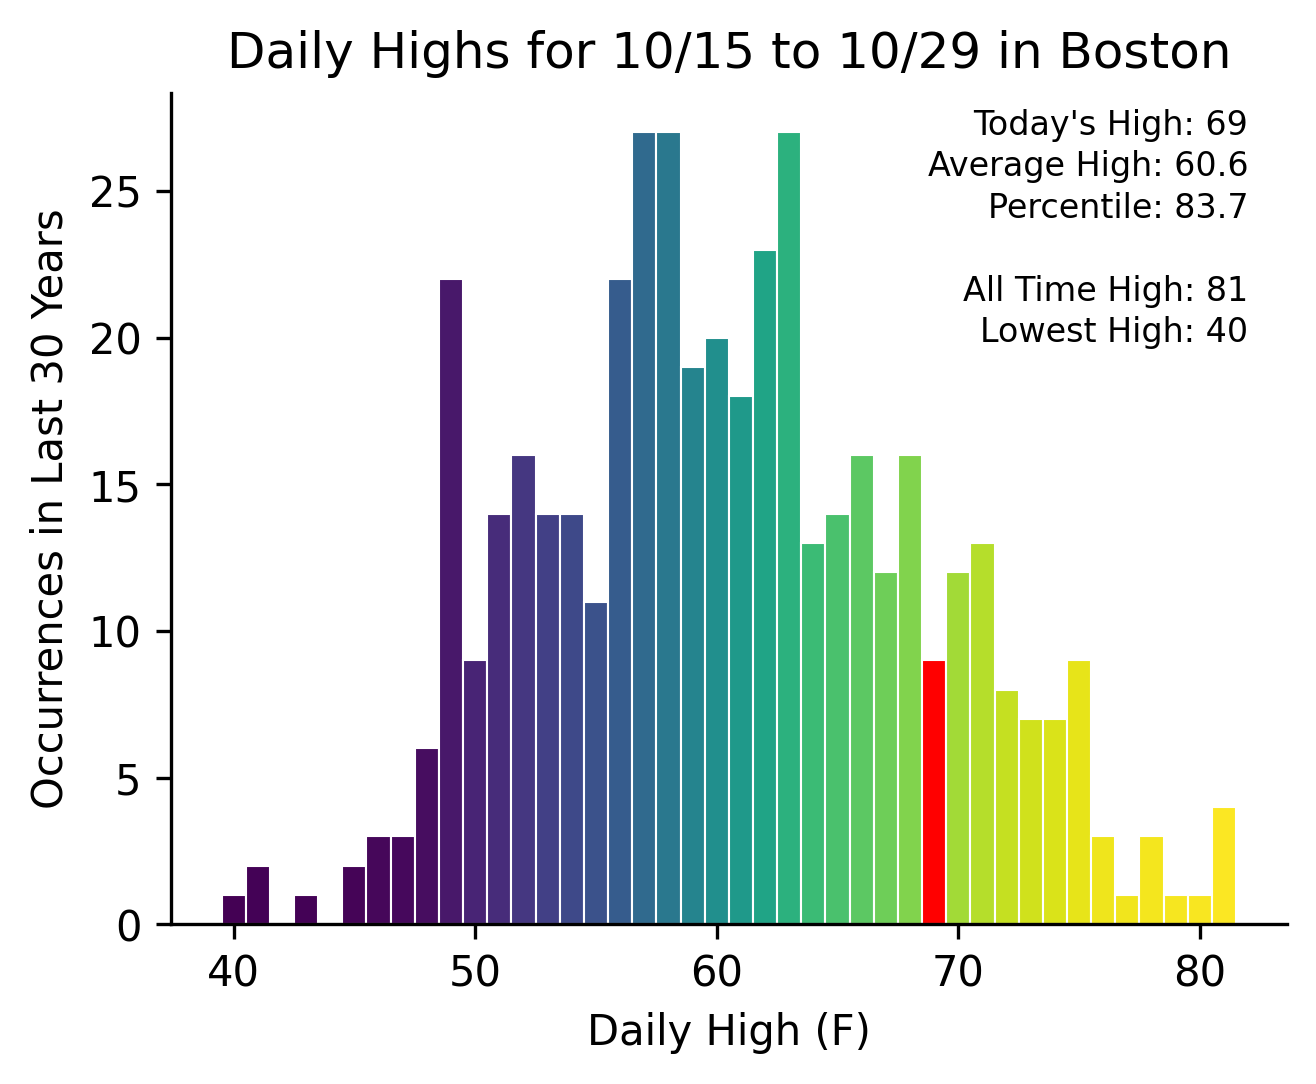 Daily Highs for 10/15 to 10/29 in Boston
Today's High: 69
Average High: 60.6
Percentile: 83.7
All Time High: 81
Lowest High: 40
Occurrences in Last 30 Years
25
20
15
10
5
0
40 50 60 70 80
Daily High (F)